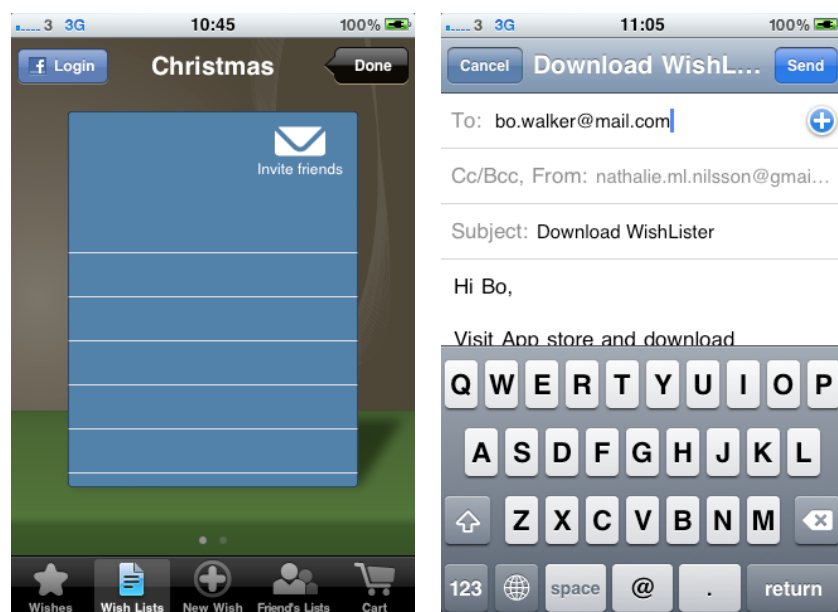 3 3G 10:45 100%
f Login Christmas Done
Invite friends
Wishes Wish Lists New Wish Friend's Lists Cart
3 3G 11:05 100%
Cancel Download WishL... Send
To: bo.walker@mail.com
Cc/Bcc, From: nathalie.ml.nilsson@gmai...
Subject: Download WishLister
Hi Bo,
Visit App store and download
Q W E R T Y U I O P
A S D F G H J K L
Z X C V B N M
123 space @ . return